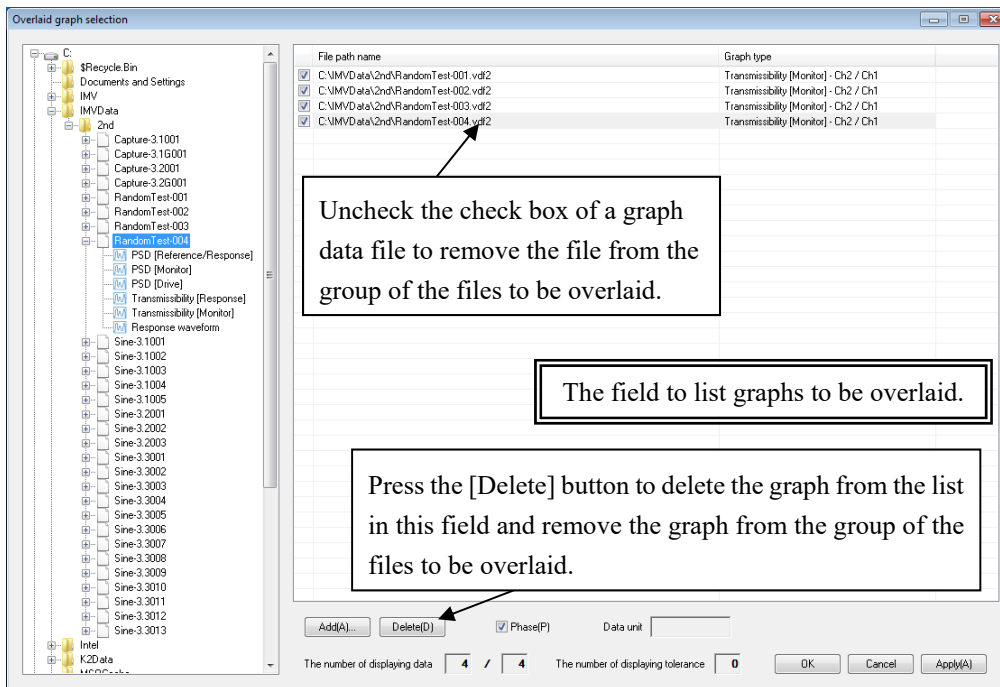 Overlaid graph selection
C:
$Recycle.Bin
Documents and Settings
IMV
IMVData
2nd
Capture-3.1001
Capture-3.1G001
Capture-3.2001
Capture-3.2G001
RandomTest-001
RandomTest-002
RandomTest-003
RandomTest-004
PSD [Reference/Response]
PSD [Monitor]
PSD [Drive]
Transmissibility [Response]
Transmissibility [Monitor]
Response waveform
Sine-3.1001
Sine-3.1002
Sine-3.1003
Sine-3.1004
Sine-3.1005
Sine-3.2001
Sine-3.2002
Sine-3.2003
Sine-3.3001
Sine-3.3002
Sine-3.3003
Sine-3.3004
Sine-3.3005
Sine-3.3006
Sine-3.3007
Sine-3.3008
Sine-3.3009
Sine-3.3010
Sine-3.3011
Sine-3.3012
Sine-3.3013
Intel
K2Data
File path name Graph type
C:\IMVData\2nd\RandomTest-001.vdf2 Transmissibility [Monitor] - Ch2 / Ch1
C:\IMVData\2nd\RandomTest-002.vdf2 Transmissibility [Monitor] - Ch2 / Ch1
C:\IMVData\2nd\RandomTest-003.vdf2 Transmissibility [Monitor] - Ch2 / Ch1
C:\IMVData\2nd\RandomTest-004.vdf2 Transmissibility [Monitor] - Ch2 / Ch1
Uncheck the check box of a graph
data file to remove the file from the
group of the files to be overlaid.
The field to list graphs to be overlaid.
Press the [Delete] button to delete the graph from the list
in this field and remove the graph from the group of the
files to be overlaid.
Add(A)... Delete(D) Phase(P) Data unit
The number of displaying data 4 / 4 The number of displaying tolerance 0 OK Cancel Apply(A)